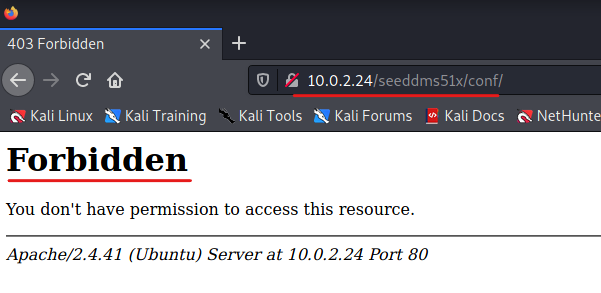 403 Forbidden
10.0.2.24/seeddms51x/conf/
Kali Linux Kali Training Kali Tools Kali Forums Kali Docs NetHunte
Forbidden
You don't have permission to access this resource.
Apache/2.4.41 (Ubuntu) Server at 10.0.2.24 Port 80